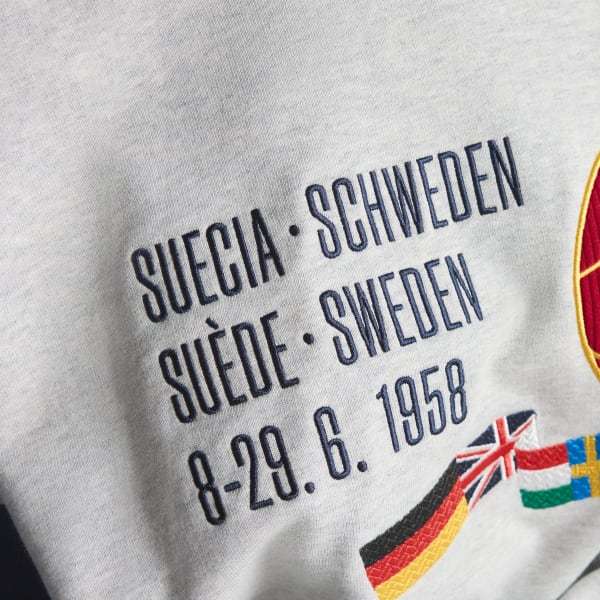 SUECIA · SCHWEDEN
SUÈDE · SWEDEN
8-29. 6. 1958